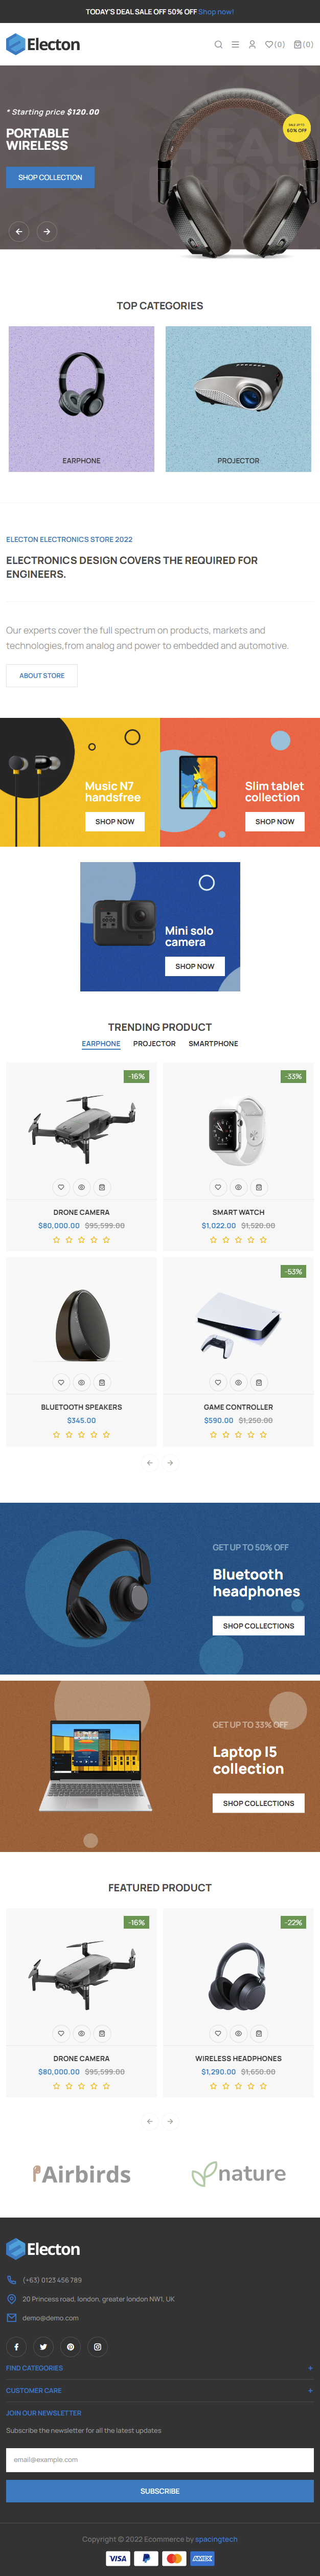 TODAY'S DEAL SALE OFF 50% OFF Shop now!
Electon
(0) (0)
* Starting price $120.00
PORTABLE
WIRELESS
60% OFF
SHOP COLLECTION
TOP CATEGORIES
EARPHONE
PROJECTOR
ELECTON ELECTRONICS STORE 2022
ELECTRONICS DESIGN COVERS THE REQUIRED FOR
ENGINEERS.
Our experts cover the full spectrum on products, markets and
technologies,from analog and power to embedded and automotive.
ABOUT STORE
Music N7
handsfree
SHOP NOW
Slim tablet
collection
SHOP NOW
Mini solo
camera
SHOP NOW
TRENDING PRODUCT
EARPHONE PROJECTOR SMARTPHONE
-16%
DRONE CAMERA
$80,000.00 $95,599.00
-33%
SMART WATCH
$1,022.00 $1,520.00
BLUETOOTH SPEAKERS
$345.00
-53%
GAME CONTROLLER
$590.00 $1,250.00
GET UP TO 50% OFF
Bluetooth
headphones
SHOP COLLECTIONS
GET UP TO 33% OFF
Laptop I5
collection
SHOP COLLECTIONS
FEATURED PRODUCT
-16%
DRONE CAMERA
$80,000.00 $95,599.00
-22%
WIRELESS HEADPHONES
$1,290.00 $1,650.00
Airbirds
nature
Electon
(+63) 0123 456 789
20 Princess road, london, greater london NW1, UK
demo@demo.com
FIND CATEGORIES +
CUSTOMER CARE +
JOIN OUR NEWSLETTER
Subscribe the newsletter for all the latest updates
email@example.com
SUBSCRIBE
Copyright © 2022 Ecommerce by spacingtech
VISA PayPal mastercard AMEX